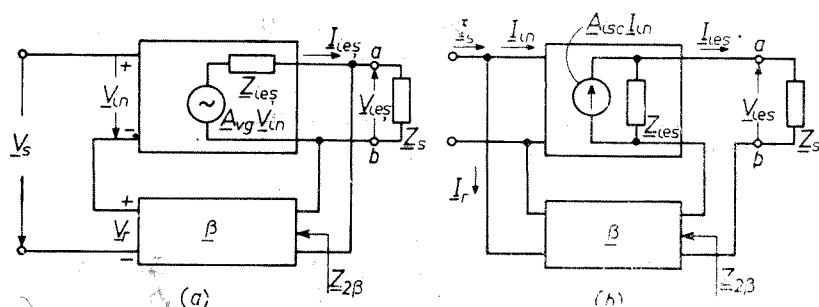 I_ies,
a
+
Z_ies
V_in
V_ies,
Z_s
A_vg V_in
-
b
V_s
+
V_r
β
-
Z_2β
(a)
I_s
I_in
A_isc I_in
I_ies
a
Z_ies
V_ies
Z_s
b
I_r
β
Z_2β
(b)